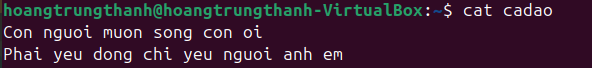 hoangtrungthanh@hoangtrungthanh-VirtualBox:~$ cat cadao
Con nguoi muon song con oi
Phai yeu dong chi yeu nguoi anh em